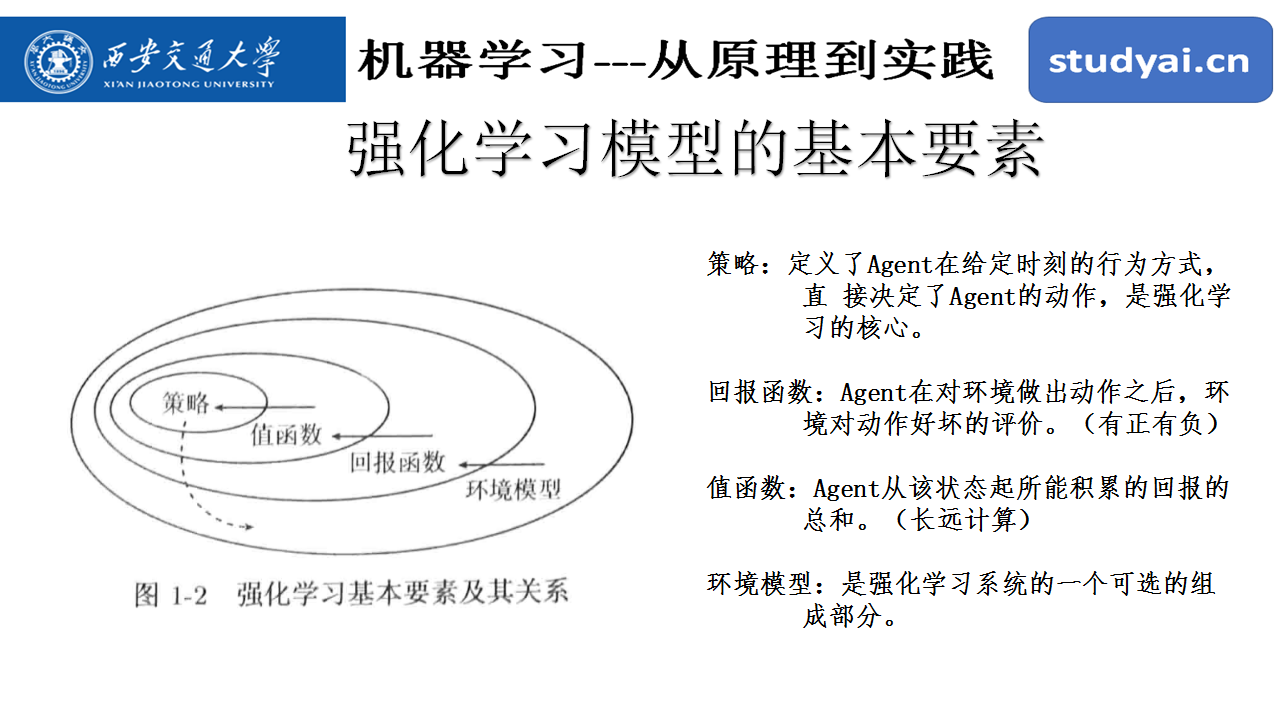 西安交通大学
XI'AN JIAOTONG UNIVERSITY
机器学习---从原理到实践
studyai.cn
强化学习模型的基本要素
策略
值函数
回报函数
环境模型
图 1-2 强化学习基本要素及其关系
策略：定义了Agent在给定时刻的行为方式，
直 接决定了Agent的动作，是强化学
习的核心。
回报函数：Agent在对环境做出动作之后，环
境对动作好坏的评价。（有正有负）
值函数：Agent从该状态起所能积累的回报的
总和。（长远计算）
环境模型：是强化学习系统的一个可选的组
成部分。